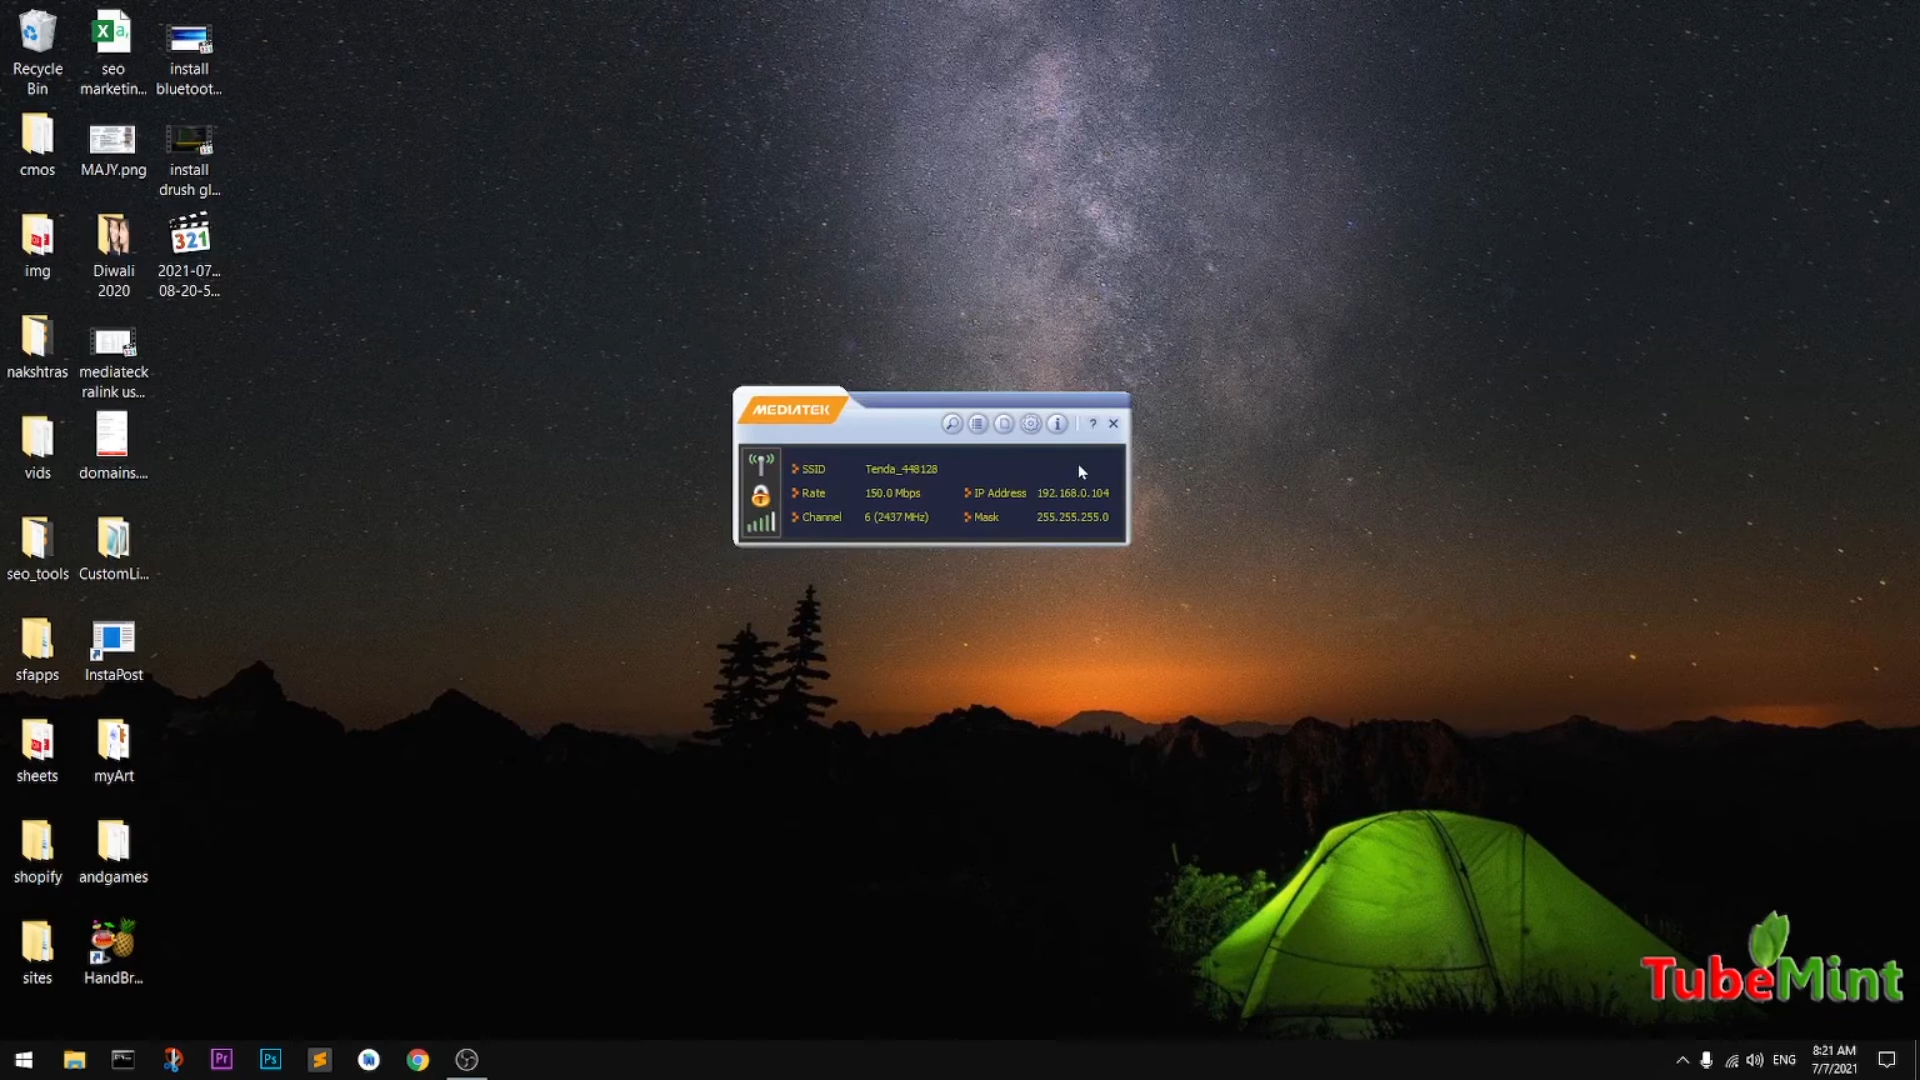 Recycle
Bin
seo
marketin...
install
bluetoot...
cmos
MAJY.png
install
drush gl...
img
Diwali
2020
321
2021-07...
08-20-5...
nakshtras
mediateck
ralink us...
vids
domains....
seo_tools
CustomLi...
sfapps
InstaPost
sheets
myArt
shopify
andgames
sites
HandBr...
MEDIATEK
?
SSID Tenda_448128
Rate 150.0 Mbps IP Address 192.168.0.104
Channel 6 (2437 MHz) Mask 255.255.255.0
TubeMint
Pr
Ps
ENG
8:21 AM
7/7/2021